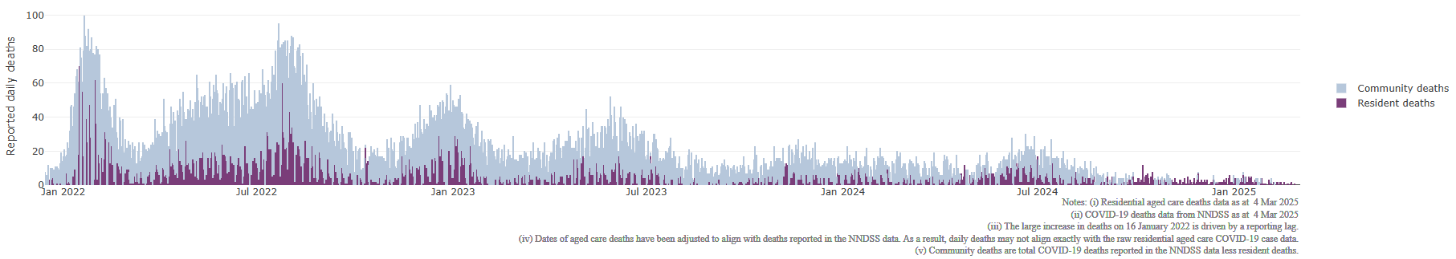 Reported daily deaths
100
80
60
40
20
0
Jan 2022
Jul 2022
Jan 2023
Jul 2023
Jan 2024
Jul 2024
Jan 2025
Community deaths
Resident deaths
Notes: (i) Residential aged care deaths data as at 4 Mar 2025
(ii) COVID-19 deaths data from NNDSS as at 4 Mar 2025
(iii) The large increase in deaths on 16 January 2022 is driven by a reporting lag.
(iv) Dates of aged care deaths have been adjusted to align with deaths reported in the NNDSS data. As a result, daily deaths may not align exactly with the raw residential aged care COVID-19 case data.
(v) Community deaths are total COVID-19 deaths reported in the NNDSS data less resident deaths.